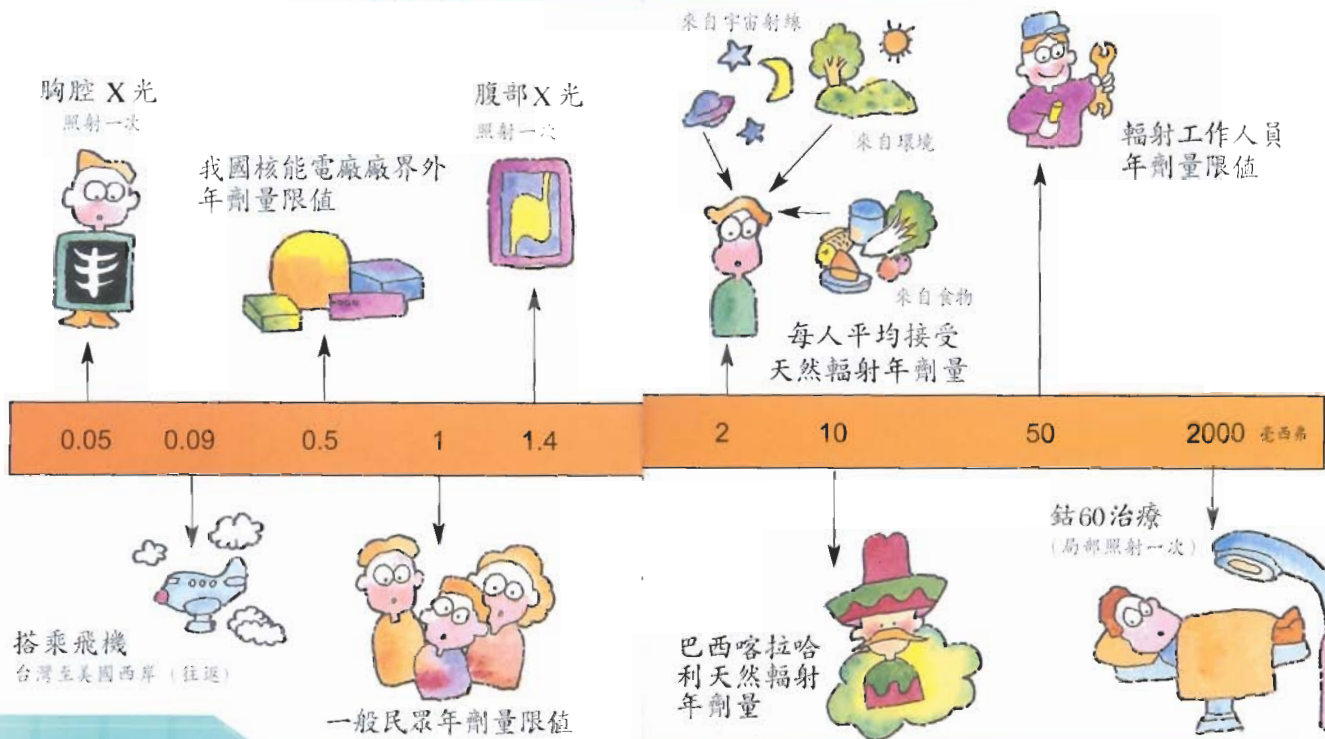 胸腔 X 光
照射一次
我國核能電廠廠界外
年劑量限值
腹部 X 光
照射一次
來自宇宙射線
來自環境
來自食物
每人平均接受
天然輻射年劑量
輻射工作人員
年劑量限值
0.05 0.09 0.5 1 1.4 2 10 50 2000 毫西弗
搭乘飛機
台灣至美國西岸 (往返)
一般民眾年劑量限值
巴西喀拉哈
利天然輻射
年劑量
鈷60治療
(局部照射一次)